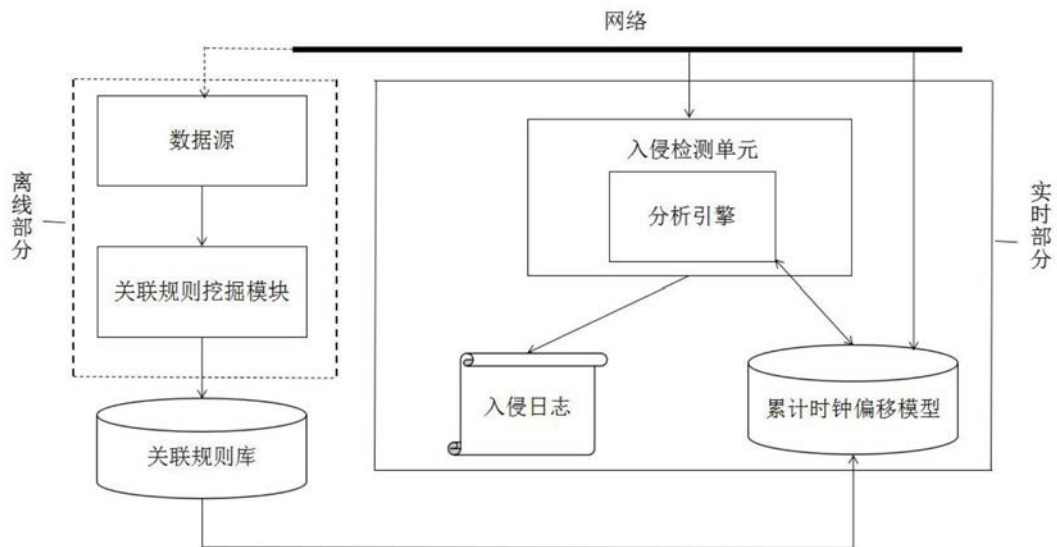 网络
数据源
关联规则挖掘模块
离线部分
关联规则库
入侵检测单元
分析引擎
入侵日志
累计时钟偏移模型
实时部分